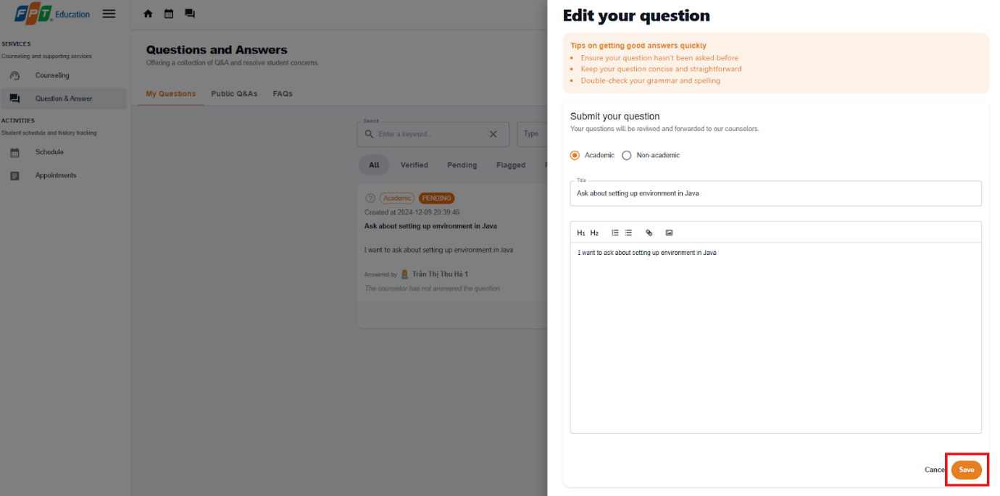 FPT Education
SERVICES
Counseling and supporting services
Counseling
Question & Answer
ACTIVITIES
Student schedule and history tracking
Schedule
Appointments
Questions and Answers
Offering a collection of Q&A and resolve student concerns.
My Questions Public Q&As FAQs
Search
Enter a keyword... Type
All Verified Pending Flagged
Academic PENDING
Created at 2024-12-09 20:39:46
Ask about setting up environment in Java
I want to ask about setting up environment in Java
Answered by Trần Thị Thu Hà 1
The counselor has not answered the question
Edit your question
Tips on getting good answers quickly
Ensure your question hasn't been asked before
Keep your question concise and straightforward
Double-check your grammar and spelling
Submit your question
Your questions will be reviwed and forwarded to our counselors.
Academic Non-academic
Title
Ask about setting up environment in Java
H1 H2
I want to ask about setting up environment in Java
Cance Save